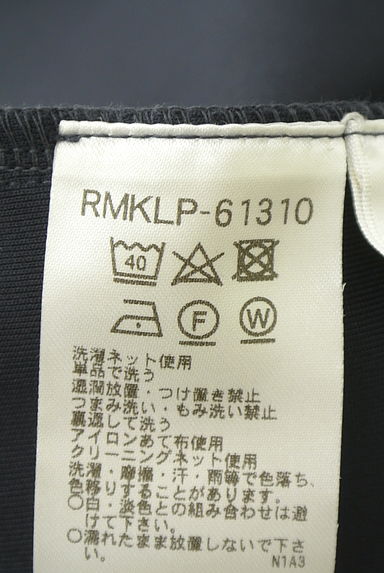 RMKLP-61310
40
F W
洗濯ネット使用
単品で洗う
湿潤放置・つけ置き禁止
つまみ洗い・もみ洗い禁止
裏返して洗う
アイロンあて布使用
クリーニングネット使用
洗濯・摩擦・汗・雨等で色落ち、
色移りすることがあります。
○白・淡色との組み合わせは避
けて下さい。
○濡れたまま放置しないで下さ
い。
N1A3